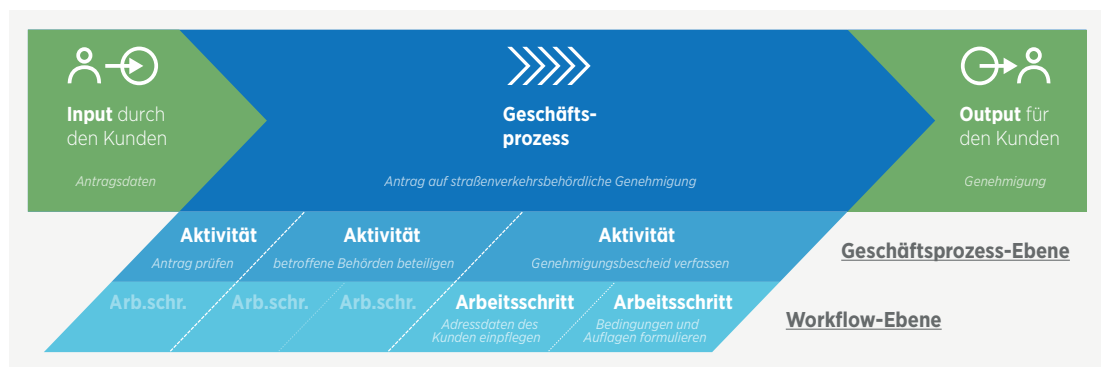 Input durch
den Kunden
Antragsdaten
Geschäfts-
prozess
Antrag auf straßenverkehrsbehördliche Genehmigung
Output für
den Kunden
Genehmigung
Aktivität
Antrag prüfen
Aktivität
betroffene Behörden beteiligen
Aktivität
Genehmigungsbescheid verfassen
Geschäftsprozess-Ebene
Arb.schr.
Arb.schr.
Arb.schr.
Arbeitsschritt
Adressdaten des
Kunden einpflegen
Arbeitsschritt
Bedingungen und
Auflagen formulieren
Workflow-Ebene